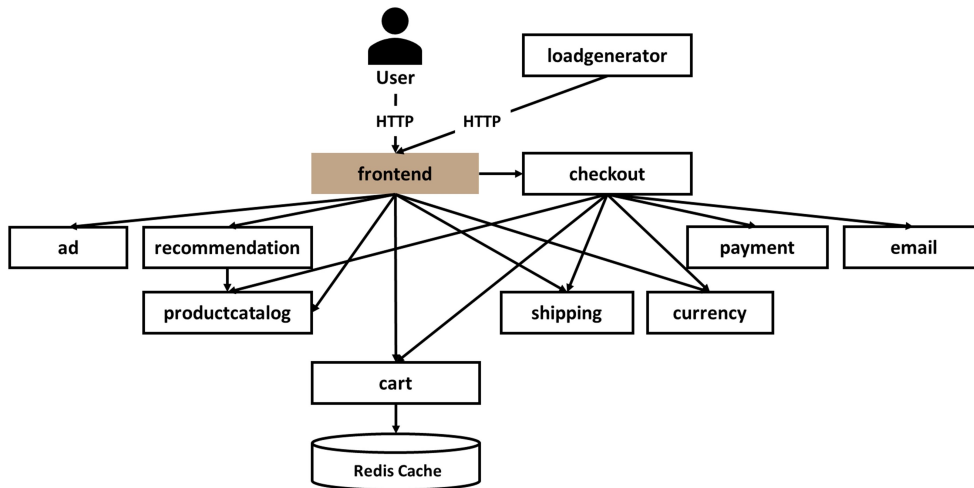 loadgenerator
User
HTTP
HTTP
frontend
checkout
ad
recommendation
payment
email
productcatalog
shipping
currency
cart
Redis Cache